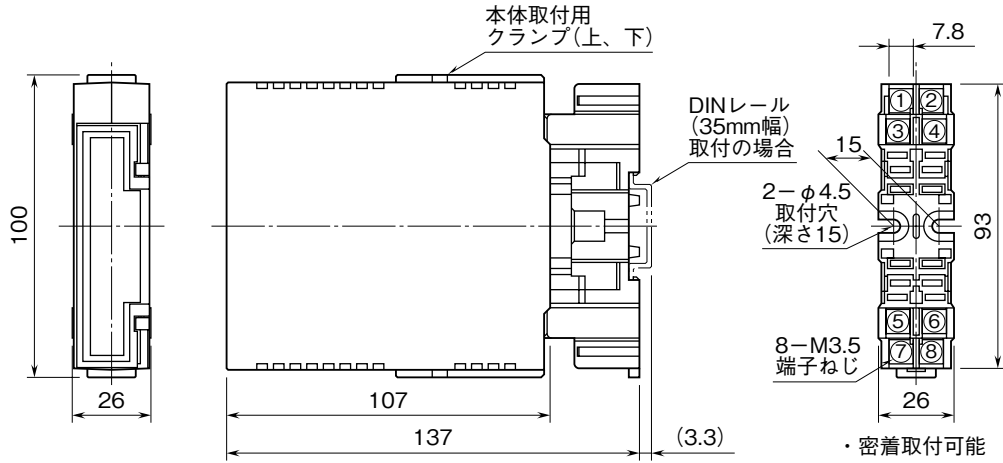 本体取付用
クランプ(上、下)
7.8
100
DINレール
(35mm幅)
取付の場合
① ②
③ ④
15
2-φ4.5
取付穴
(深さ15)
93
⑤ ⑥
⑦ ⑧
8-M3.5
端子ねじ
26
107
137
(3.3)
26
・密着取付可能